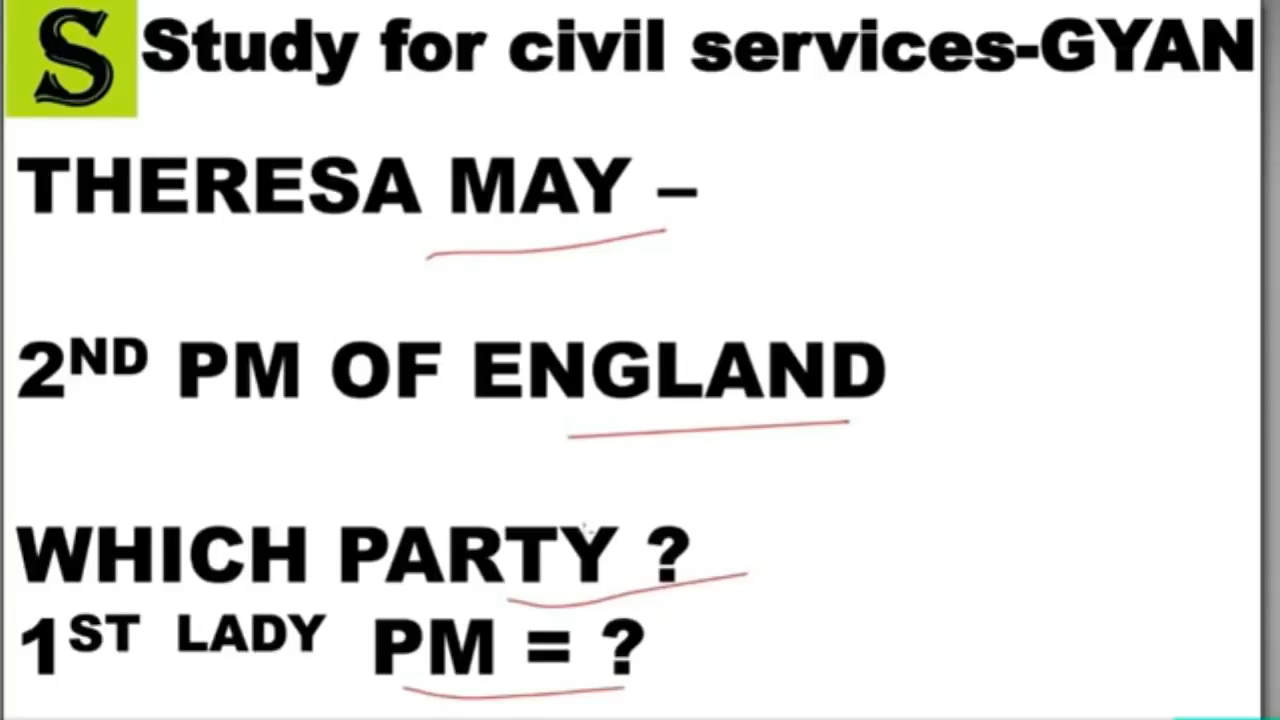 S Study for civil services-GYAN
THERESA MAY –
2ND PM OF ENGLAND
WHICH PARTY ?
1ST LADY PM = ?